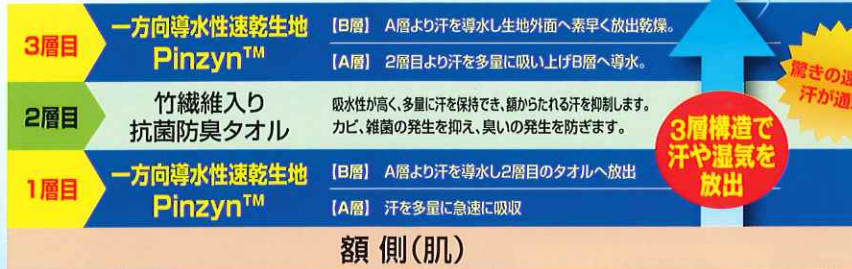 3層目
一方向導水性速乾生地
Pinzyn™
【B層】 A層より汗を導水し生地外面へ素早く放出乾燥。
【A層】 2層目より汗を多量に吸い上げB層へ導水。
驚きの速
汗が通
2層目
竹繊維入り
抗菌防臭タオル
吸水性が高く、多量に汗を保持でき、額からたれる汗を抑制します。
カビ、雑菌の発生を抑え、臭いの発生を防ぎます。
3層構造で
汗や湿気を
放出
1層目
一方向導水性速乾生地
Pinzyn™
【B層】 A層より汗を導水し2層目のタオルへ放出
【A層】 汗を多量に急速に吸収
額 側(肌)